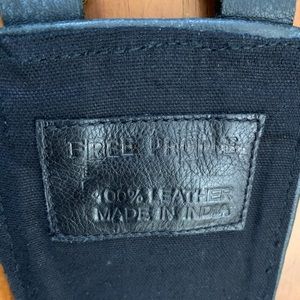 FREE PEOPLE
100% LEATHER
MADE IN INDIA